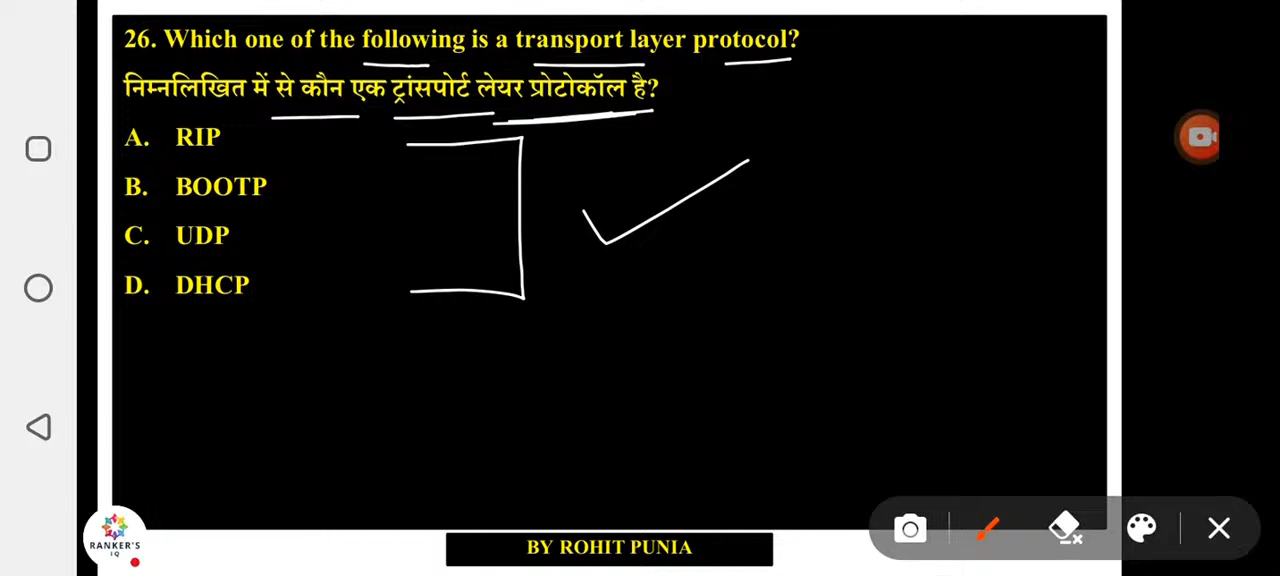 26. Which one of the following is a transport layer protocol?
निम्नलिखित में से कौन एक ट्रांसपोर्ट लेयर प्रोटोकॉल है?
A. RIP
B. BOOTP
C. UDP
D. DHCP
RANKER'S
IQ
BY ROHIT PUNIA